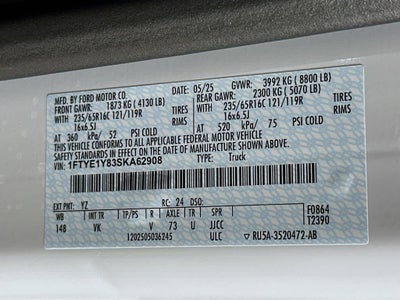 MFD. BY FORD MOTOR CO. 05/25 GVWR: 3992 KG ( 8800 LB)
FRONT GAWR: 1873 KG ( 4130 LB) REAR GAWR: 2300 KG ( 5070 LB)
235/65R16C 121/119R TIRES 235/65R16C 121/119R TIRES
16x6.5J RIMS 16x6.5J RIMS
AT 360 kPa/ 52 PSI COLD AT 520 kPa/ 75 PSI COLD
THIS VEHICLE CONFORMS TO ALL APPLICABLE FEDERAL MOTOR VEHICLE
SAFETY STANDARDS IN EFFECT ON THE DATE OF MANUFACTURE SHOWN ABOVE.
VIN: 1FTYE1Y83SKA62908 TYPE: Truck
EXT PNT: YZ RC: 24 DSO: F0864
WB INT TR TP/PS R AXLE TR SPR T2390
148 VK V 73 U JJCC
1202505036245 ULC RU5A-3520472-AB